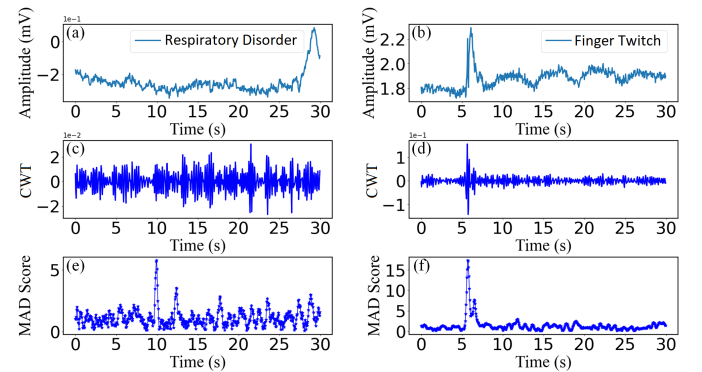 1e−1
(a)
Respiratory Disorder
Amplitude (mV)
0
−2
0 5 10 15 20 25 30
Time (s)
(b)
Finger Twitch
Amplitude (mV)
2.2
2.0
1.8
0 5 10 15 20 25 30
Time (s)
1e−2
(c)
CWT
2
0
−2
0 5 10 15 20 25 30
Time (s)
1e−1
(d)
CWT
1
0
−1
0 5 10 15 20 25 30
Time (s)
(e)
MAD Score
5
0
0 5 10 15 20 25 30
Time (s)
(f)
MAD Score
15
10
5
0
0 5 10 15 20 25 30
Time (s)